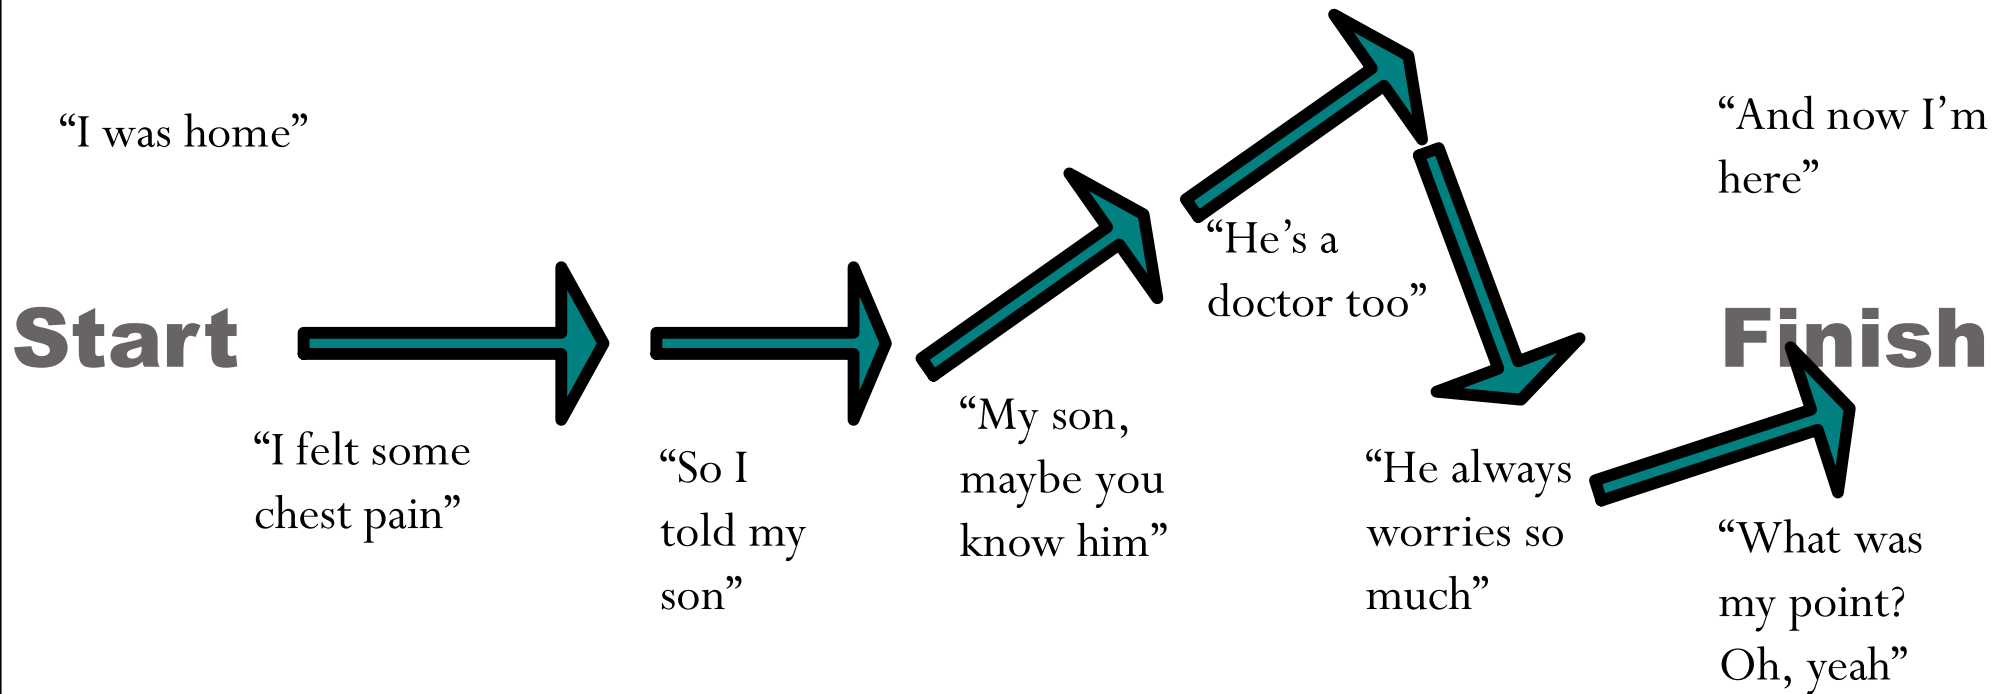 “I was home”
Start
“I felt some
chest pain”
“So I
told my
son”
“My son,
maybe you
know him”
“He’s a
doctor too”
“He always
worries so
much”
“What was
my point?
Oh, yeah”
“And now I’m
here”
Finish